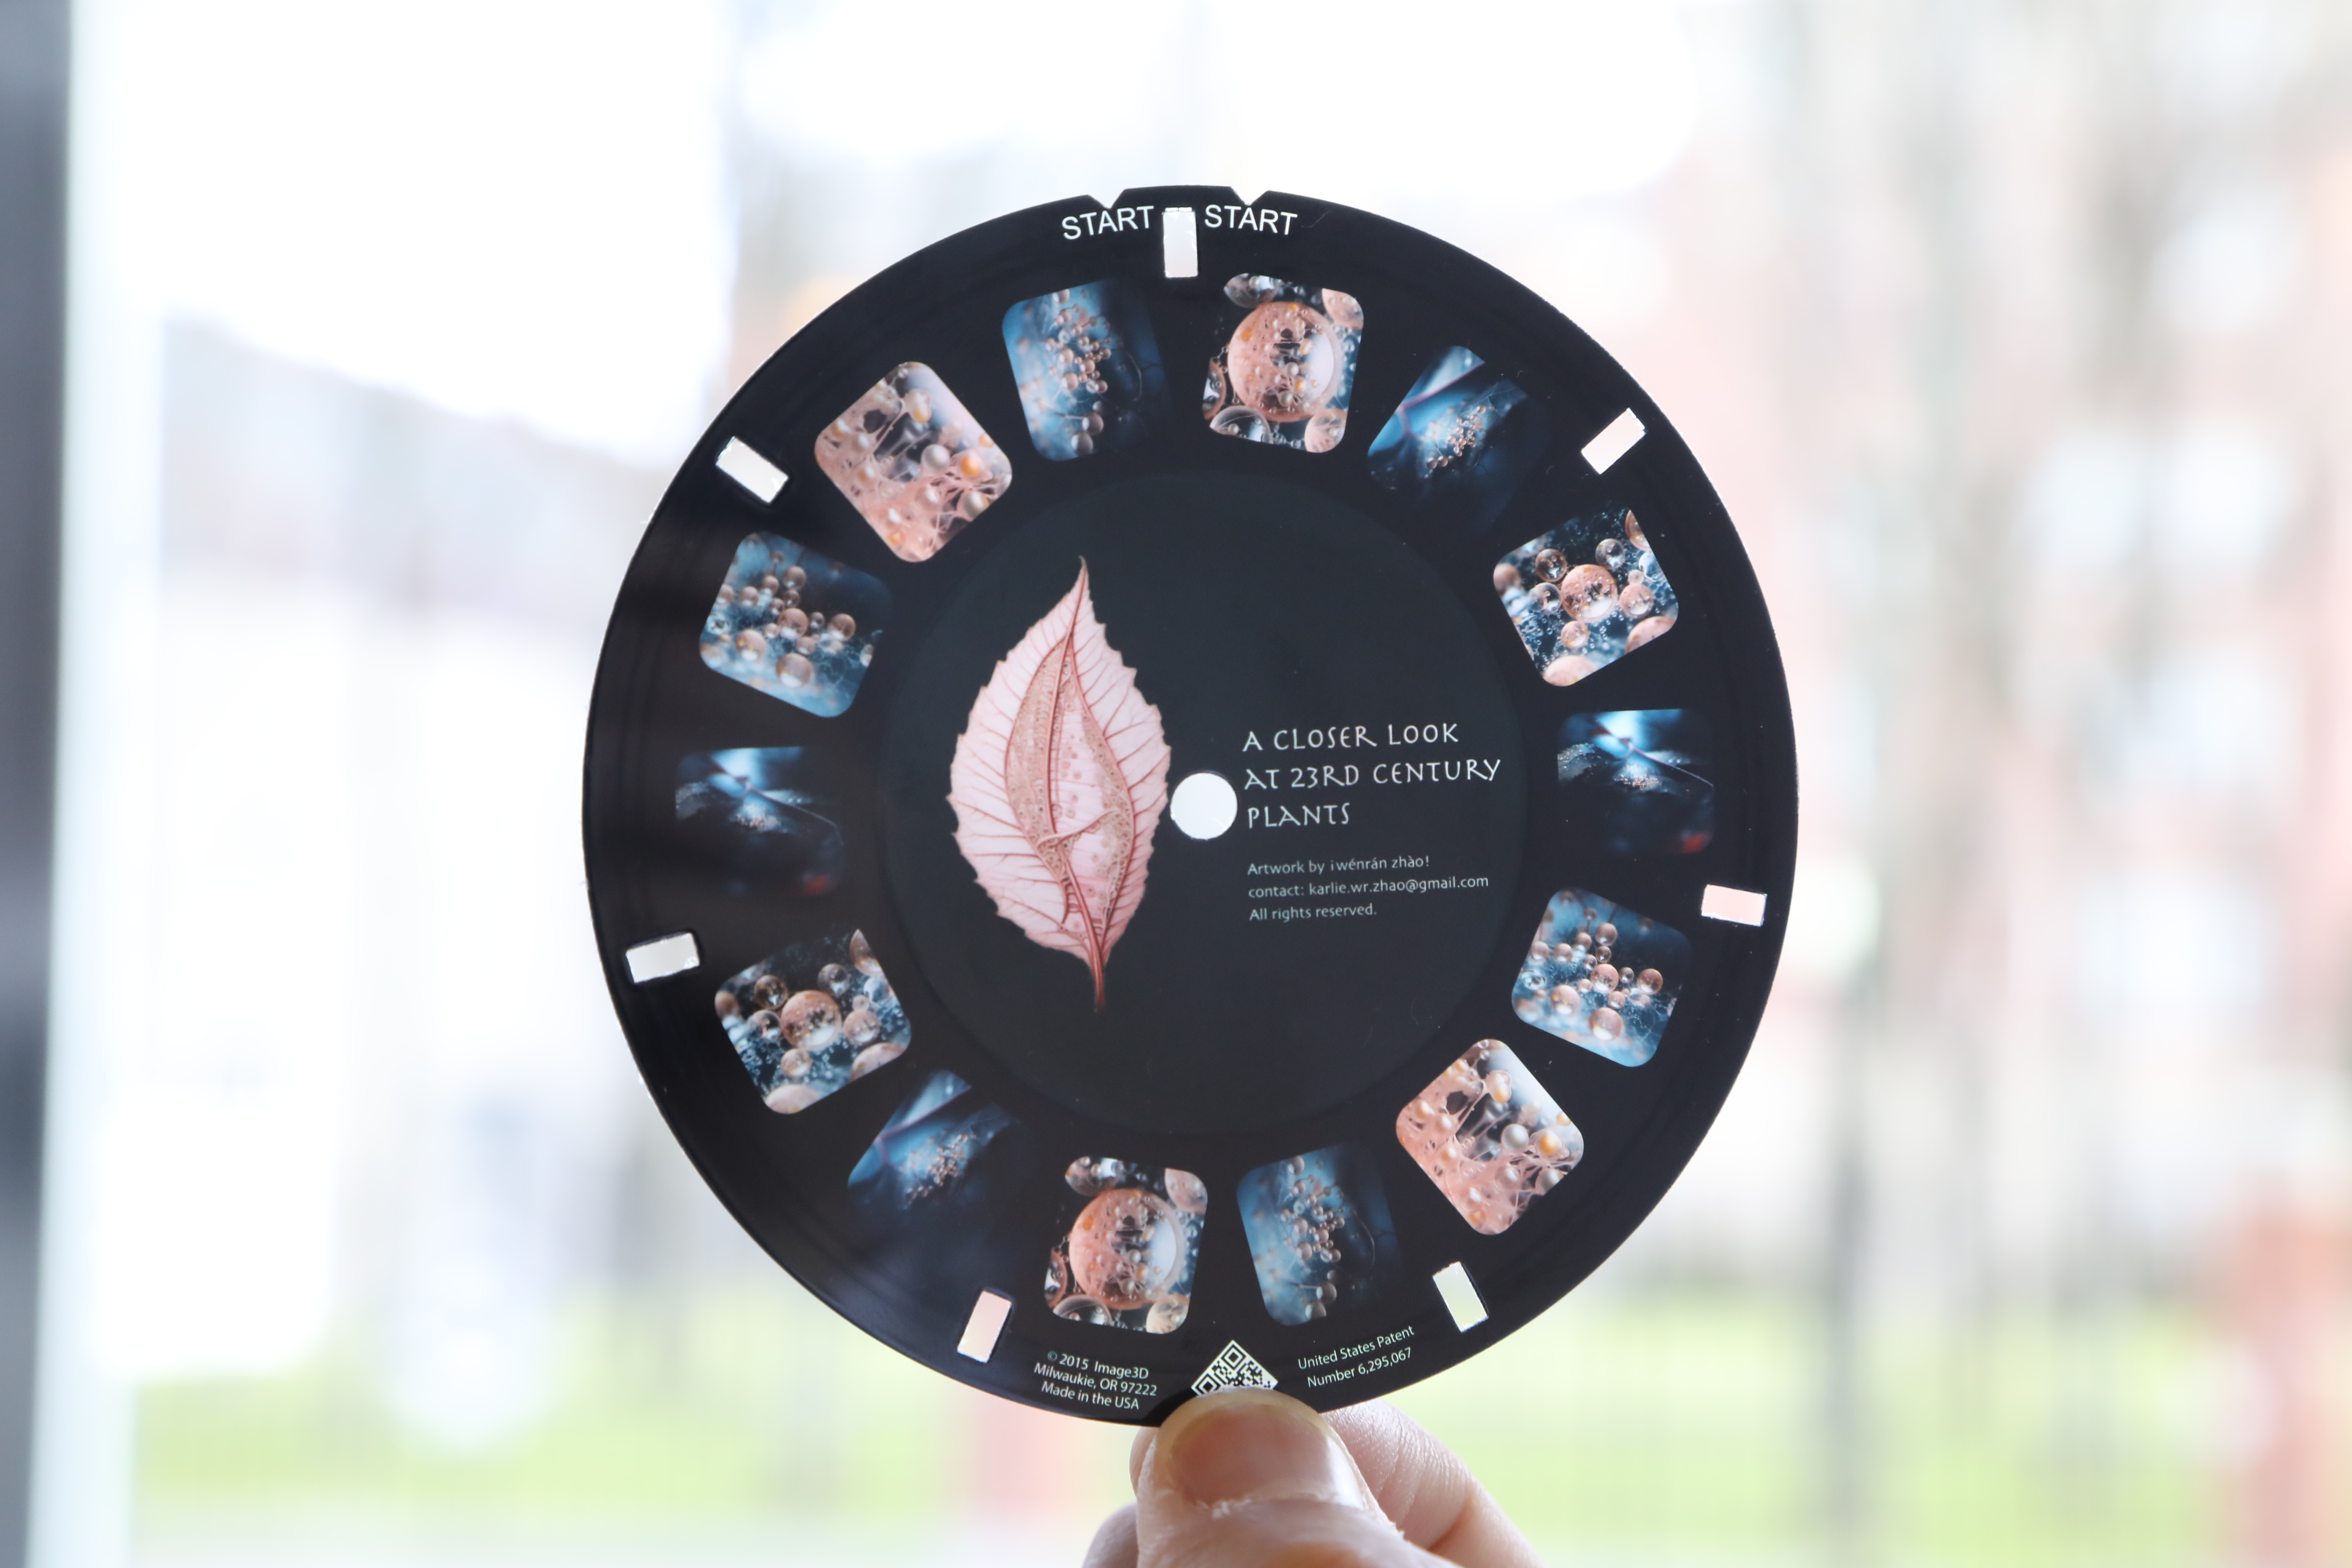 START START
A CLOSER LOOK
AT 23RD CENTURY
PLANTS
Artwork by ¡wénrán zhào!
contact: karlie.wr.zhao@gmail.com
All rights reserved.
© 2015 Image3D
Milwaukie, OR 97222
Made in the USA
United States Patent
Number 6,295,067